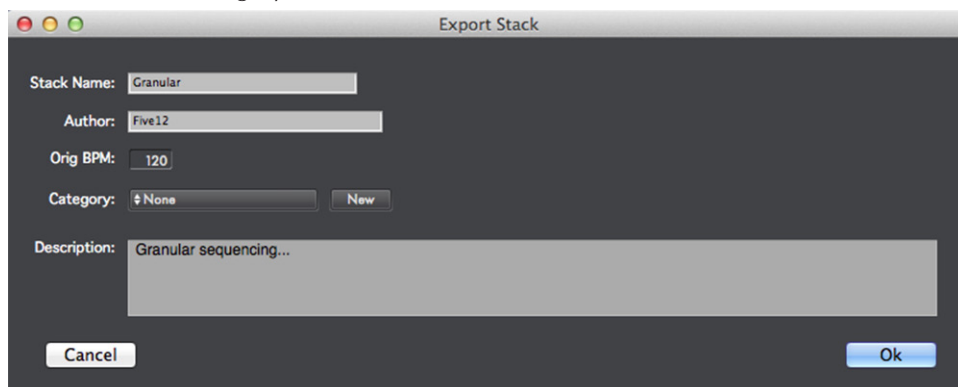 Export Stack
Stack Name: Granular
Author: Five12
Orig BPM: 120
Category: None New
Description: Granular sequencing...
Cancel Ok